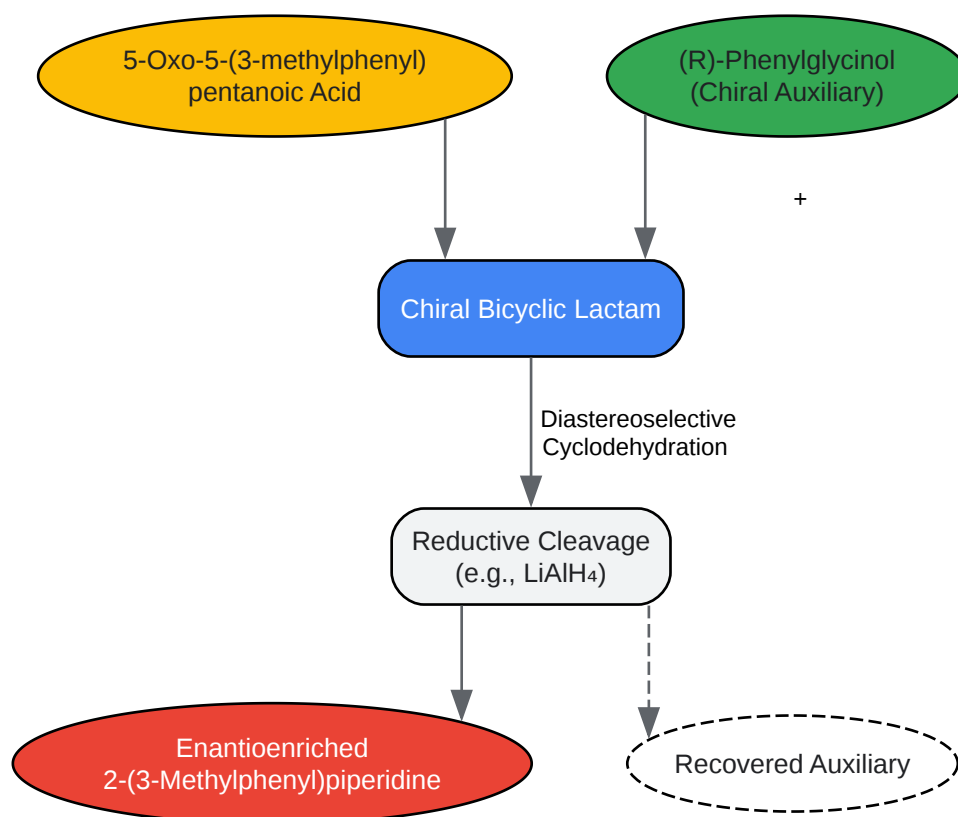 5-Oxo-5-(3-methylphenyl)
pentanoic Acid
(R)-Phenylglycinol
(Chiral Auxiliary)
+
Chiral Bicyclic Lactam
Diastereoselective
Cyclodehydration
Reductive Cleavage
(e.g., LiAlH₄)
Enantioenriched
2-(3-Methylphenyl)piperidine
Recovered Auxiliary